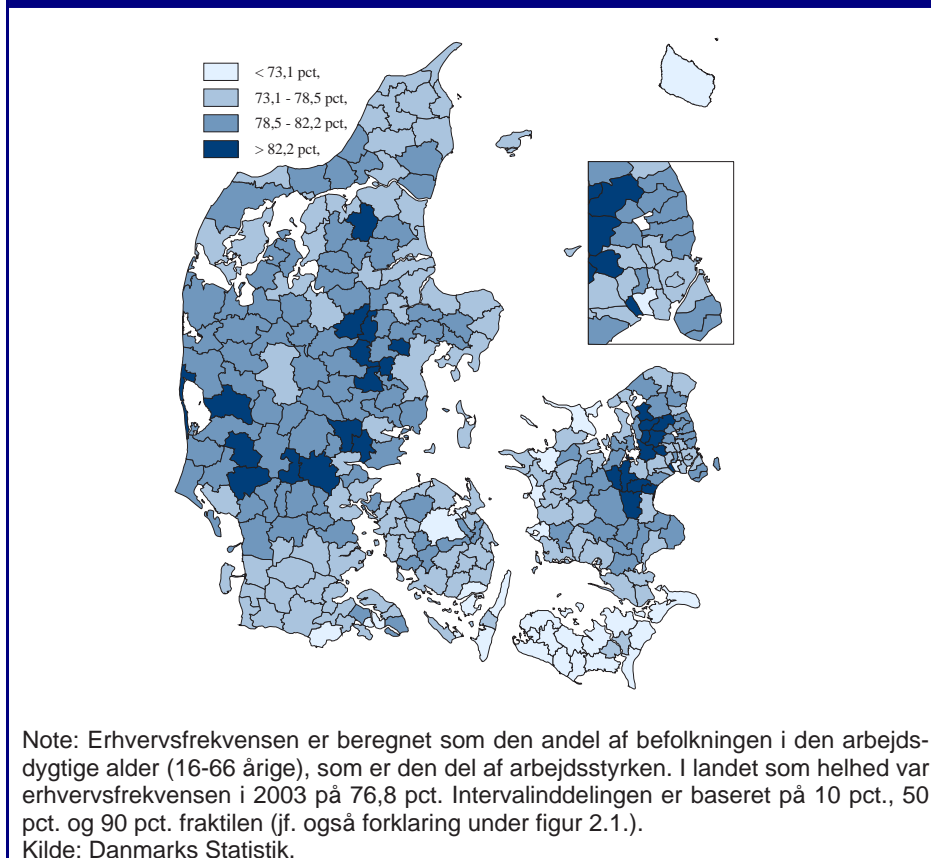 < 73,1 pct,
73,1 - 78,5 pct,
78,5 - 82,2 pct,
> 82,2 pct,
Note: Erhvervsfrekvensen er beregnet som den andel af befolkningen i den arbejds-
dygtige alder (16-66 årige), som er den del af arbejdsstyrken. I landet som helhed var
erhvervsfrekvensen i 2003 på 76,8 pct. Intervalinddelingen er baseret på 10 pct., 50
pct. og 90 pct. fraktilen (jf. også forklaring under figur 2.1.).
Kilde: Danmarks Statistik.